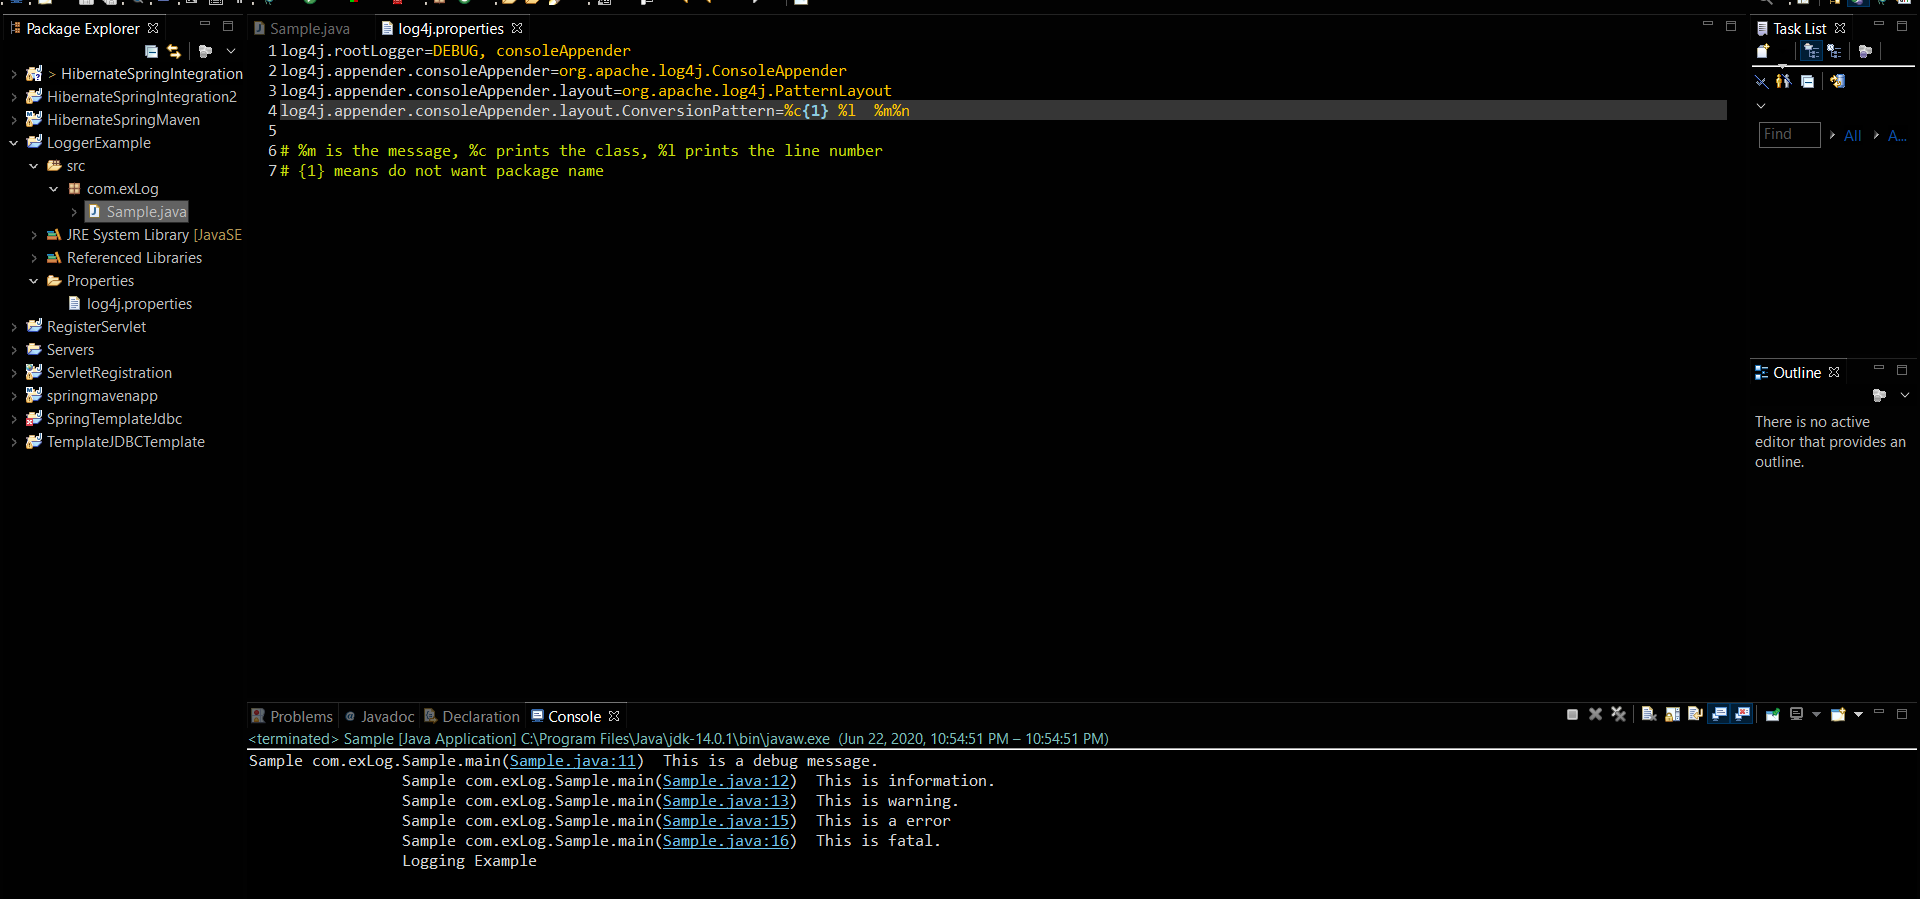 Package Explorer
> HibernateSpringIntegration
HibernateSpringIntegration2
HibernateSpringMaven
LoggerExample
src
com.exLog
Sample.java
JRE System Library [JavaSE
Referenced Libraries
Properties
log4j.properties
RegisterServlet
Servers
ServletRegistration
springmavenapp
SpringTemplateJdbc
TemplateJDBCTemplate
Sample.java
log4j.properties
1 log4j.rootLogger=DEBUG, consoleAppender
2 log4j.appender.consoleAppender=org.apache.log4j.ConsoleAppender
3 log4j.appender.consoleAppender.layout=org.apache.log4j.PatternLayout
4 log4j.appender.consoleAppender.layout.ConversionPattern=%c{1} %l  %m%n
5
6 # %m is the message, %c prints the class, %l prints the line number
7 # {1} means do not want package name
Task List
Find
All
A...
Outline
There is no active
editor that provides an
outline.
Problems
Javadoc
Declaration
Console
<terminated> Sample [Java Application] C:\Program Files\Java\jdk-14.0.1\bin\javaw.exe (Jun 22, 2020, 10:54:51 PM – 10:54:51 PM)
Sample com.exLog.Sample.main(Sample.java:11)  This is a debug message.
Sample com.exLog.Sample.main(Sample.java:12)  This is information.
Sample com.exLog.Sample.main(Sample.java:13)  This is warning.
Sample com.exLog.Sample.main(Sample.java:15)  This is a error
Sample com.exLog.Sample.main(Sample.java:16)  This is fatal.
Logging Example